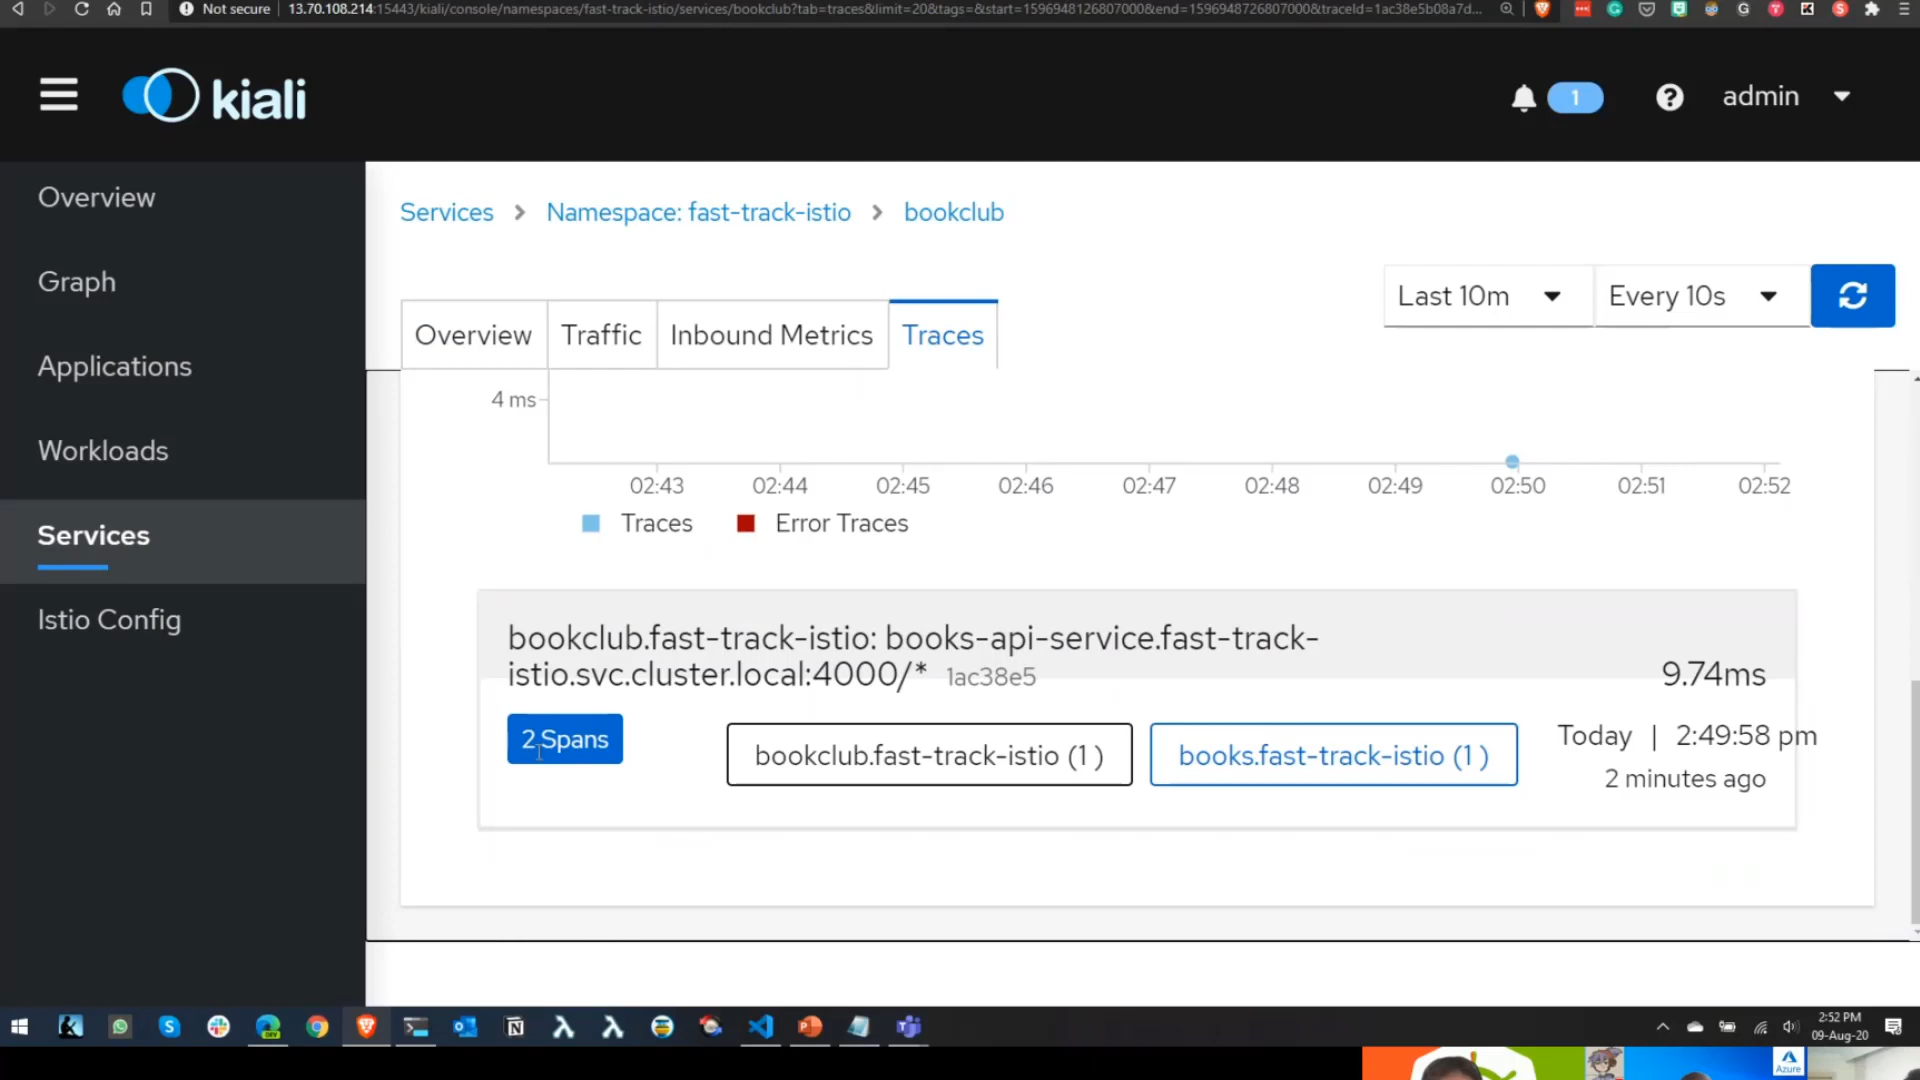 Not secure | 13.70.108.214:15443/kiali/console/namespaces/fast-track-istio/services/bookclub?tab=traces&limit=20&tags=&start=1596948126807000&end=1596948726807000&traceId=1ac38e5b08a7d...
kiali
1
admin
Overview
Graph
Applications
Workloads
Services
Istio Config
Services > Namespace: fast-track-istio > bookclub
Last 10m
Every 10s
Overview
Traffic
Inbound Metrics
Traces
4 ms
02:43 02:44 02:45 02:46 02:47 02:48 02:49 02:50 02:51 02:52
Traces
Error Traces
bookclub.fast-track-istio: books-api-service.fast-track-
istio.svc.cluster.local:4000/* 1ac38e5
9.74ms
2 Spans
bookclub.fast-track-istio (1 )
books.fast-track-istio (1 )
Today | 2:49:58 pm
2 minutes ago
2:52 PM
09-Aug-20
Azure